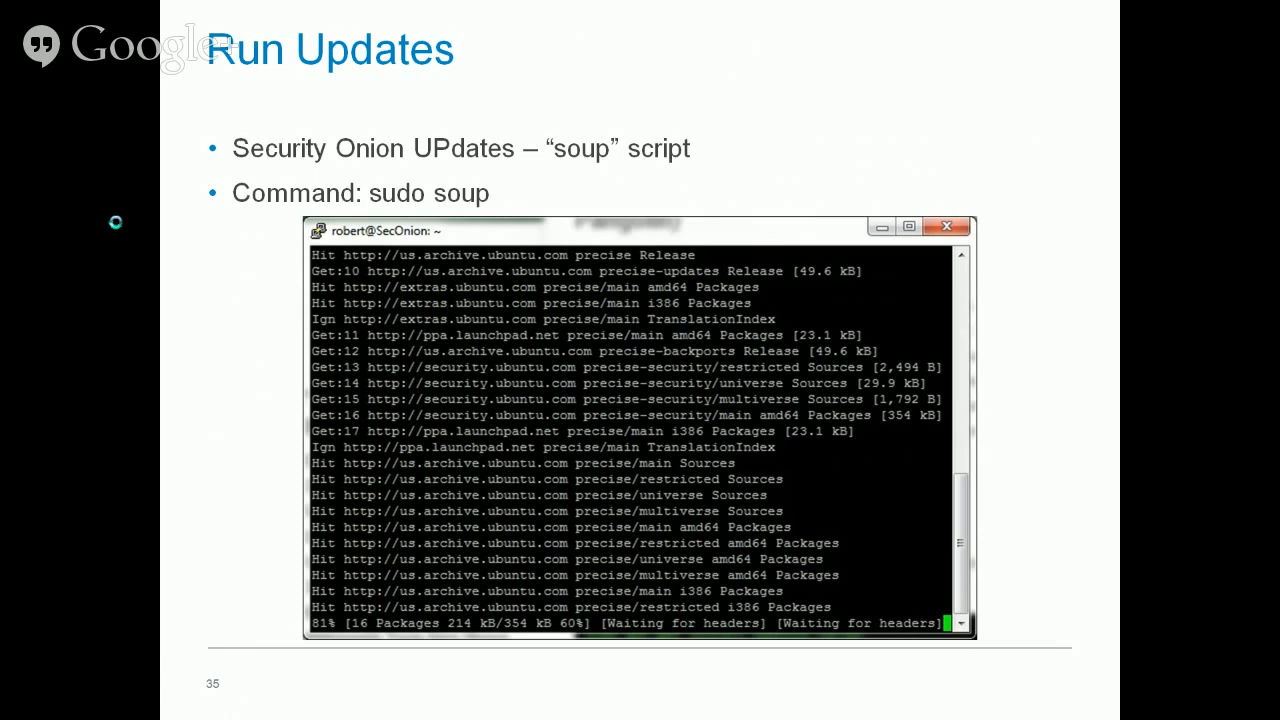 Google+
Run Updates
• Security Onion UPdates – “soup” script
• Command: sudo soup
robert@SecOnion: ~
Hit http://us.archive.ubuntu.com precise Release
Get:10 http://us.archive.ubuntu.com precise-updates Release [49.6 kB]
Hit http://extras.ubuntu.com precise/main amd64 Packages
Hit http://extras.ubuntu.com precise/main i386 Packages
Ign http://extras.ubuntu.com precise/main TranslationIndex
Get:11 http://ppa.launchpad.net precise/main amd64 Packages [23.1 kB]
Get:12 http://us.archive.ubuntu.com precise-backports Release [49.6 kB]
Get:13 http://security.ubuntu.com precise-security/restricted Sources [2,494 B]
Get:14 http://security.ubuntu.com precise-security/universe Sources [29.9 kB]
Get:15 http://security.ubuntu.com precise-security/multiverse Sources [1,792 B]
Get:16 http://security.ubuntu.com precise-security/main amd64 Packages [354 kB]
Get:17 http://ppa.launchpad.net precise/main i386 Packages [23.1 kB]
Ign http://ppa.launchpad.net precise/main TranslationIndex
Hit http://us.archive.ubuntu.com precise/main Sources
Hit http://us.archive.ubuntu.com precise/restricted Sources
Hit http://us.archive.ubuntu.com precise/universe Sources
Hit http://us.archive.ubuntu.com precise/multiverse Sources
Hit http://us.archive.ubuntu.com precise/main amd64 Packages
Hit http://us.archive.ubuntu.com precise/restricted amd64 Packages
Hit http://us.archive.ubuntu.com precise/universe amd64 Packages
Hit http://us.archive.ubuntu.com precise/multiverse amd64 Packages
Hit http://us.archive.ubuntu.com precise/main i386 Packages
Hit http://us.archive.ubuntu.com precise/restricted i386 Packages
81% [16 Packages 214 kB/354 kB 60%] [Waiting for headers] [Waiting for headers]
35